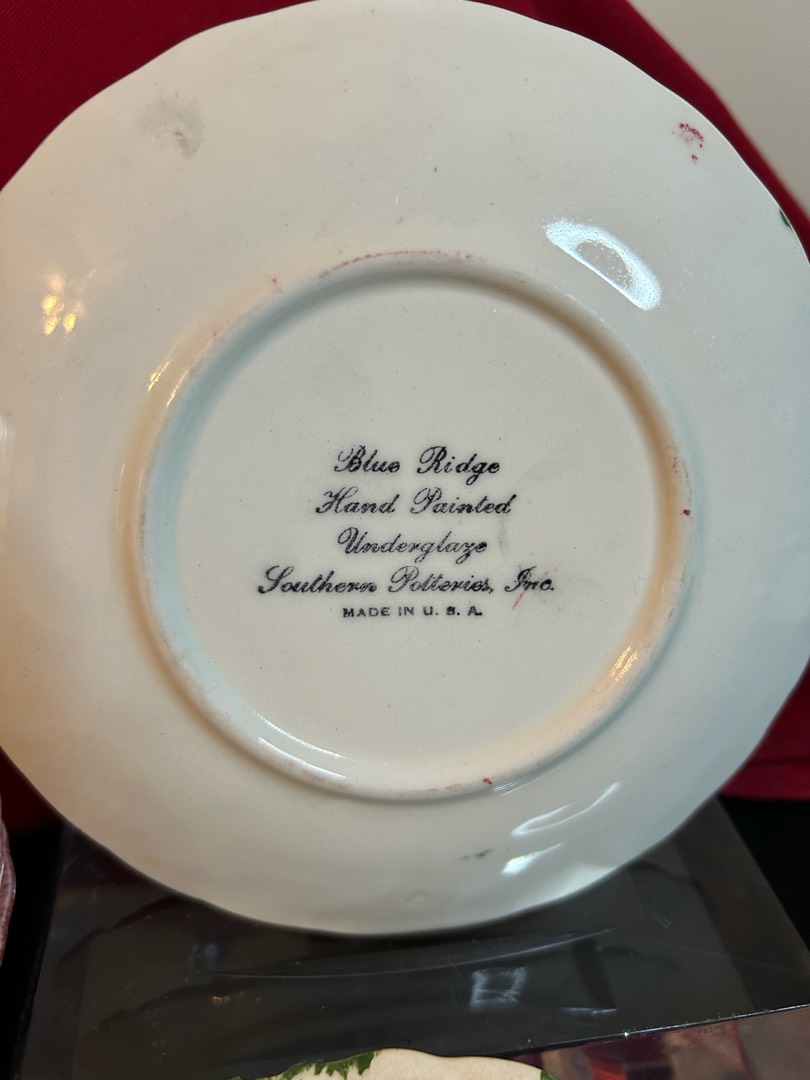 Blue Ridge
Hand Painted
Underglaze
Southern Potteries, Inc.
MADE IN U. S. A.